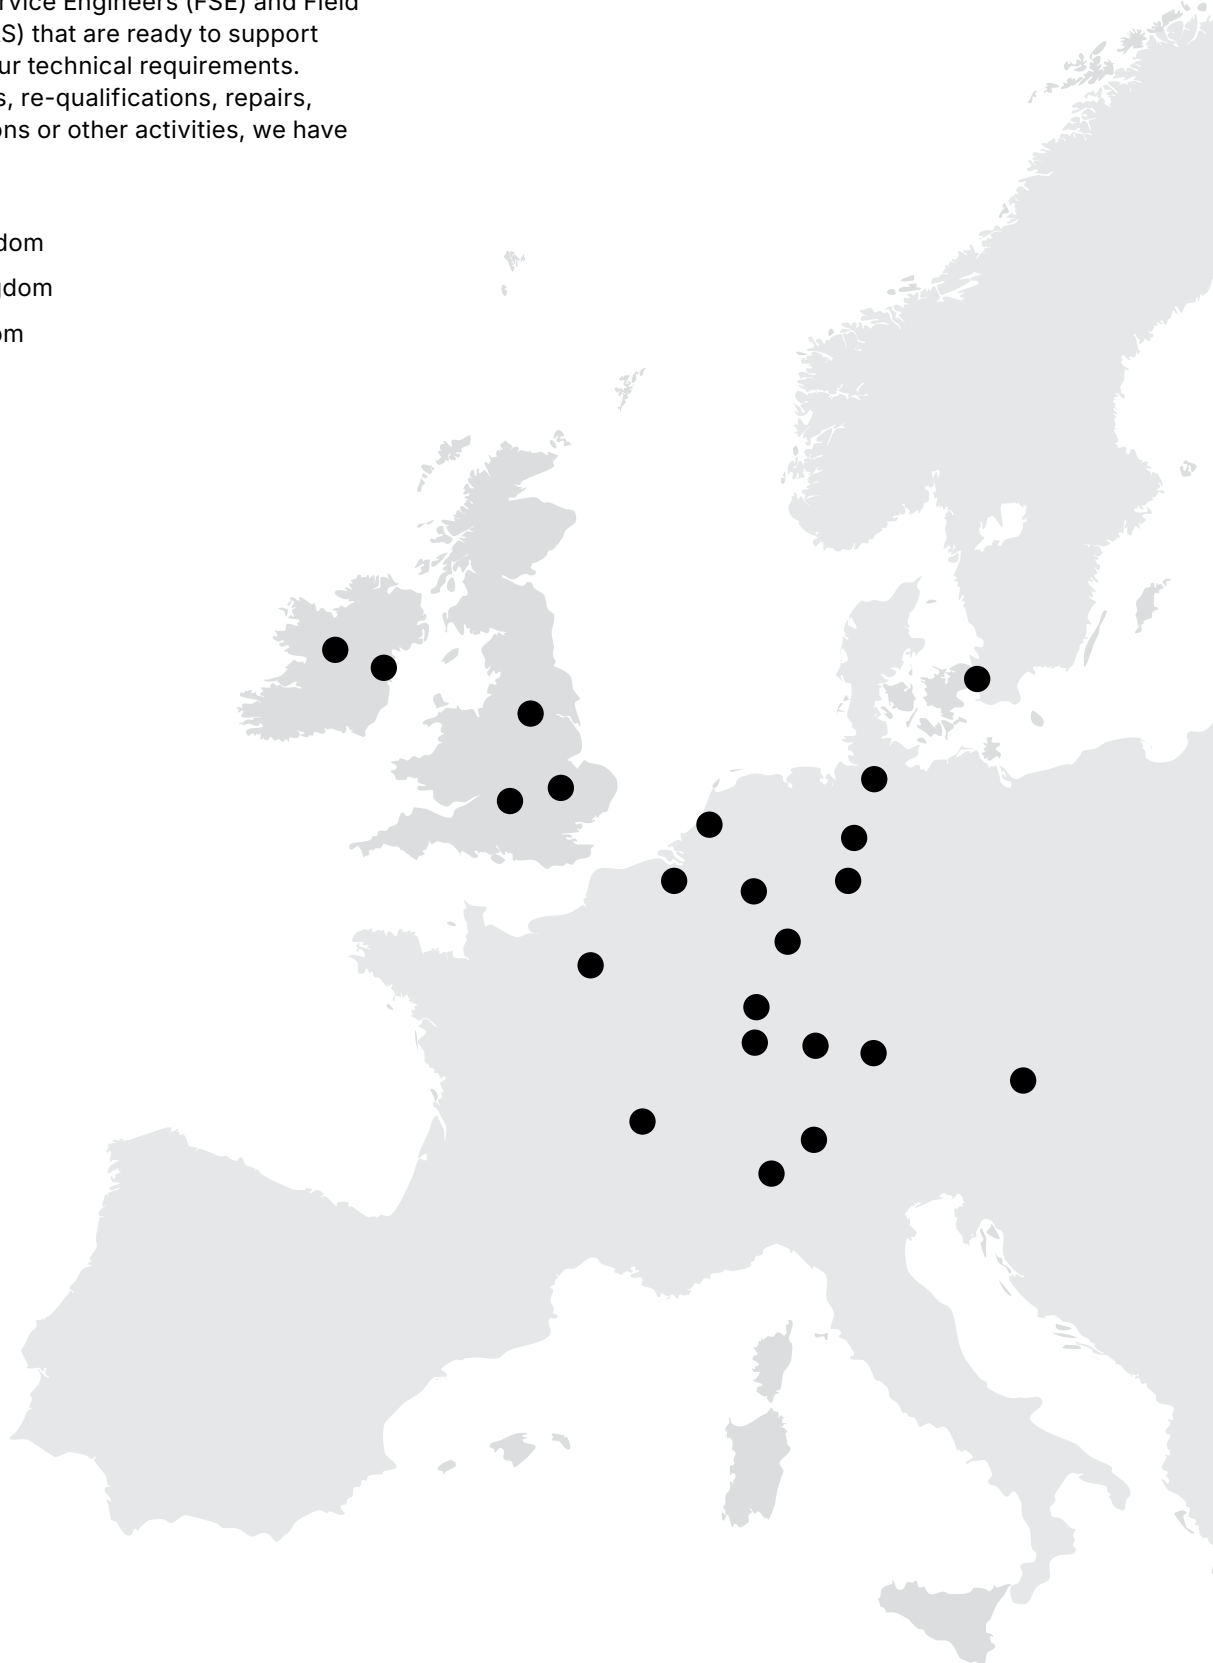 rvice Engineers (FSE) and Field
S) that are ready to support
ur technical requirements.
s, re-qualifications, repairs,
ons or other activities, we have
dom
gdom
om